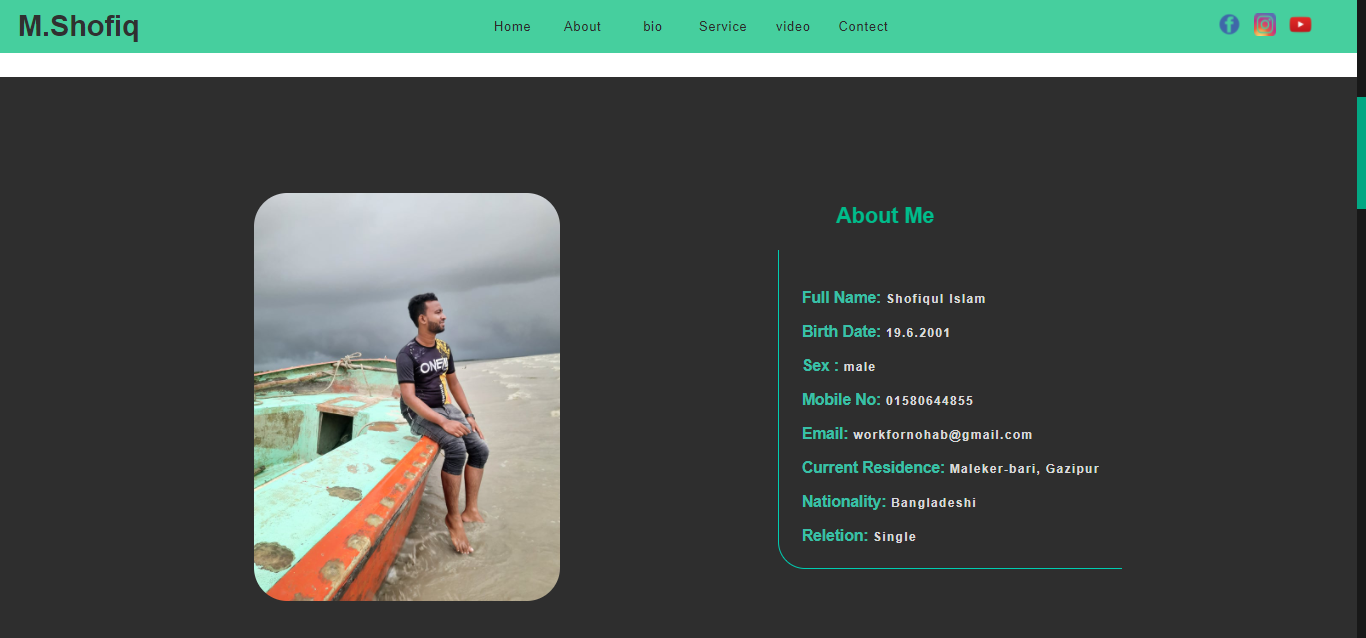 M.Shofiq
Home About bio Service video Contect
About Me
Full Name: Shofiqul Islam
Birth Date: 19.6.2001
Sex : male
Mobile No: 01580644855
Email: workfornohab@gmail.com
Current Residence: Maleker-bari, Gazipur
Nationality: Bangladeshi
Reletion: Single